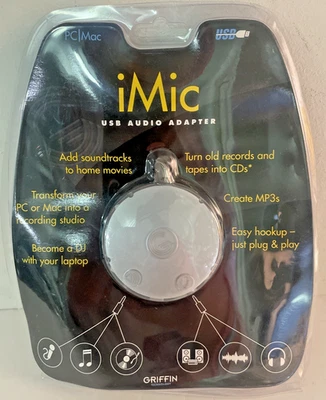 PC|Mac
USB
iMic
USB AUDIO ADAPTER
Add soundtracks
to home movies
Turn old records and
tapes into CDs*
Transform your
PC or Mac into a
recording studio
Create MP3s
Become a DJ
with your laptop
Easy hookup –
just plug & play
GRIFFIN